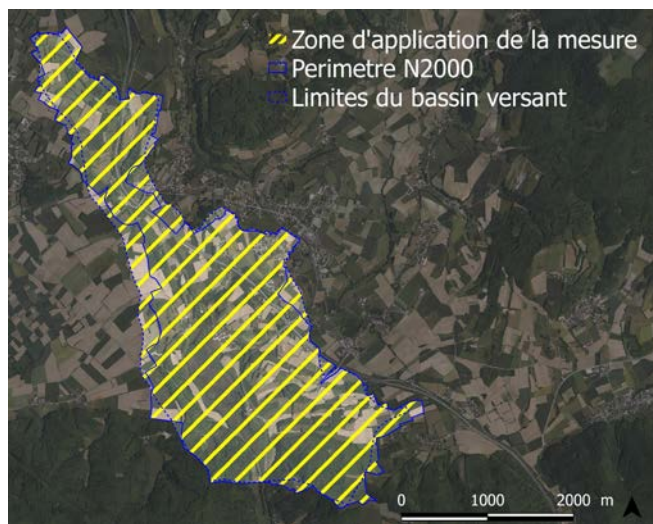 Zone d'application de la mesure
Perimetre N2000
Limites du bassin versant
0 1000 2000 m